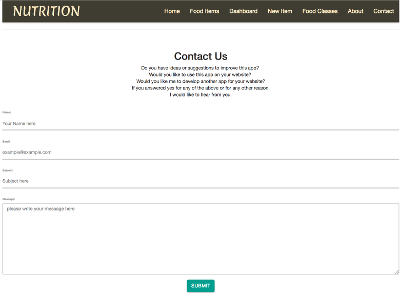 NUTRITION
Home Food Items Dashboard New Item Food Classes About Contact
Contact Us
Do you have ideas or suggestions to improve this app?
Would you like to use this app on your website?
Would you like me to develop another app for your website?
If you answered yes for any of the above or for any other reason
I would like to hear from you
Name
Your Name here
Email
example@example.com
Subject
Subject here
Message
please write your message here
SUBMIT